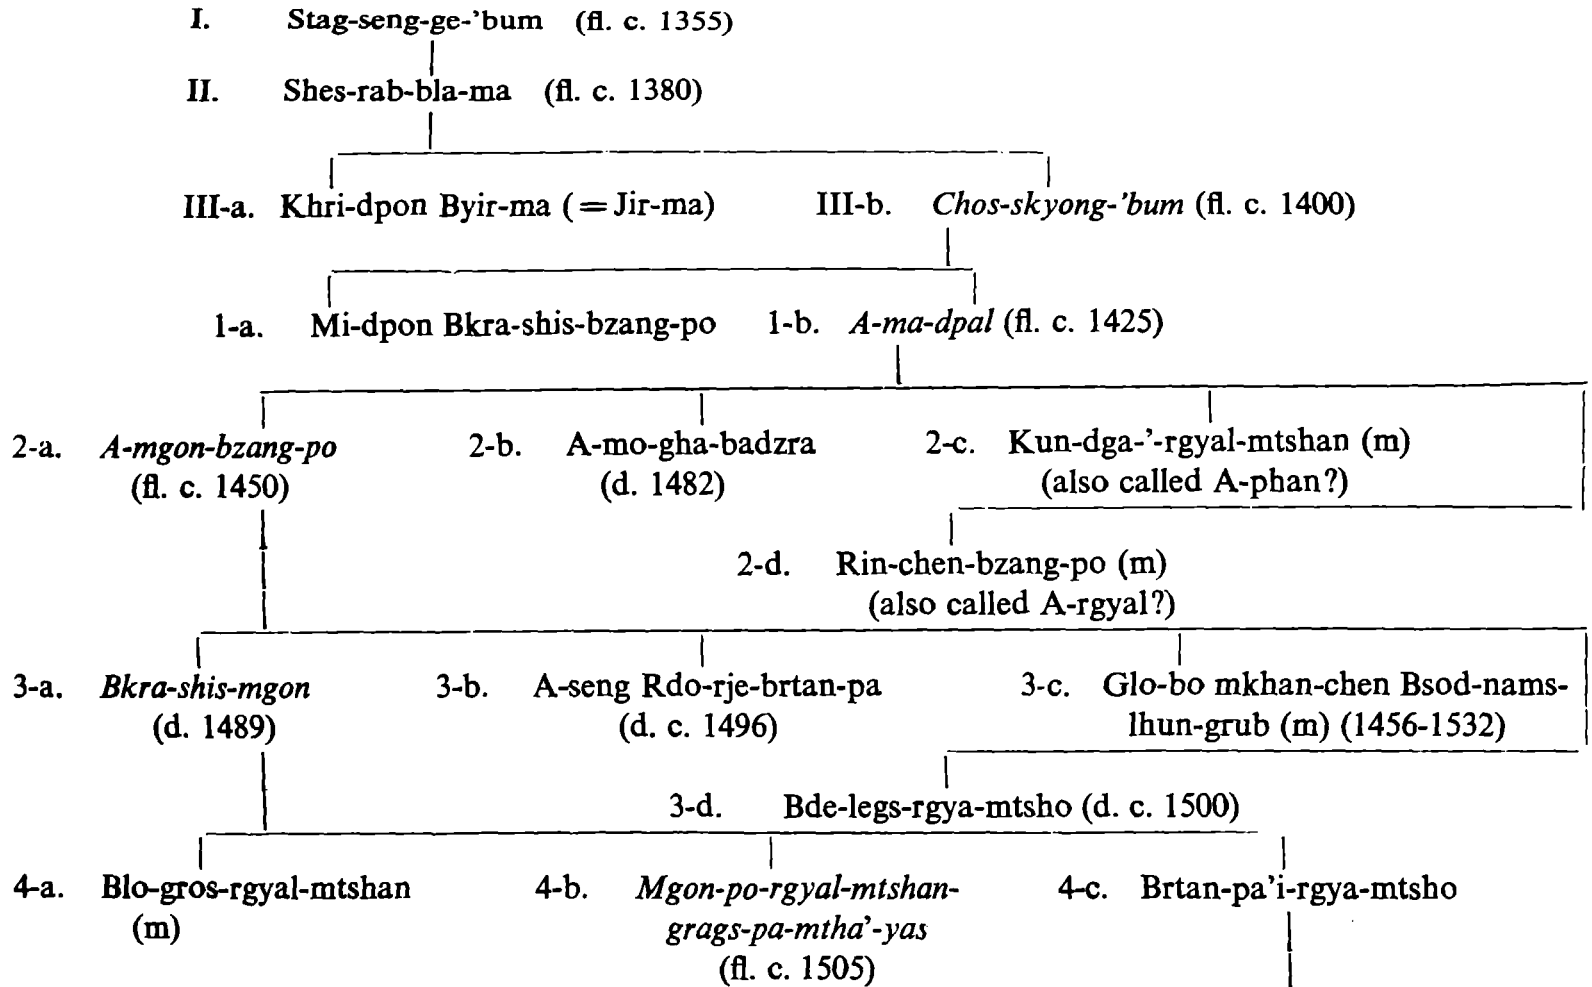 I. Stag-seng-ge-’bum (fl. c. 1355)
II. Shes-rab-bla-ma (fl. c. 1380)
III-a. Khri-dpon Byir-ma (=Jir-ma) III-b. Chos-skyong-’bum (fl. c. 1400)
1-a. Mi-dpon Bkra-shis-bzang-po 1-b. A-ma-dpal (fl. c. 1425)
2-a. A-mgon-bzang-po 2-b. A-mo-gha-badzra 2-c. Kun-dga-’-rgyal-mtshan (m)
(fl. c. 1450) (d. 1482) (also called A-phan?)
2-d. Rin-chen-bzang-po (m)
(also called A-rgyal?)
3-a. Bkra-shis-mgon 3-b. A-seng Rdo-rje-brtan-pa 3-c. Glo-bo mkhan-chen Bsod-nams-
(d. 1489) (d. c. 1496) lhun-grub (m) (1456-1532)
3-d. Bde-legs-rgya-mtsho (d. c. 1500)
4-a. Blo-gros-rgyal-mtshan 4-b. Mgon-po-rgyal-mtshan- 4-c. Brtan-pa’i-rgya-mtsho
(m) grags-pa-mtha’-yas
(fl. c. 1505)